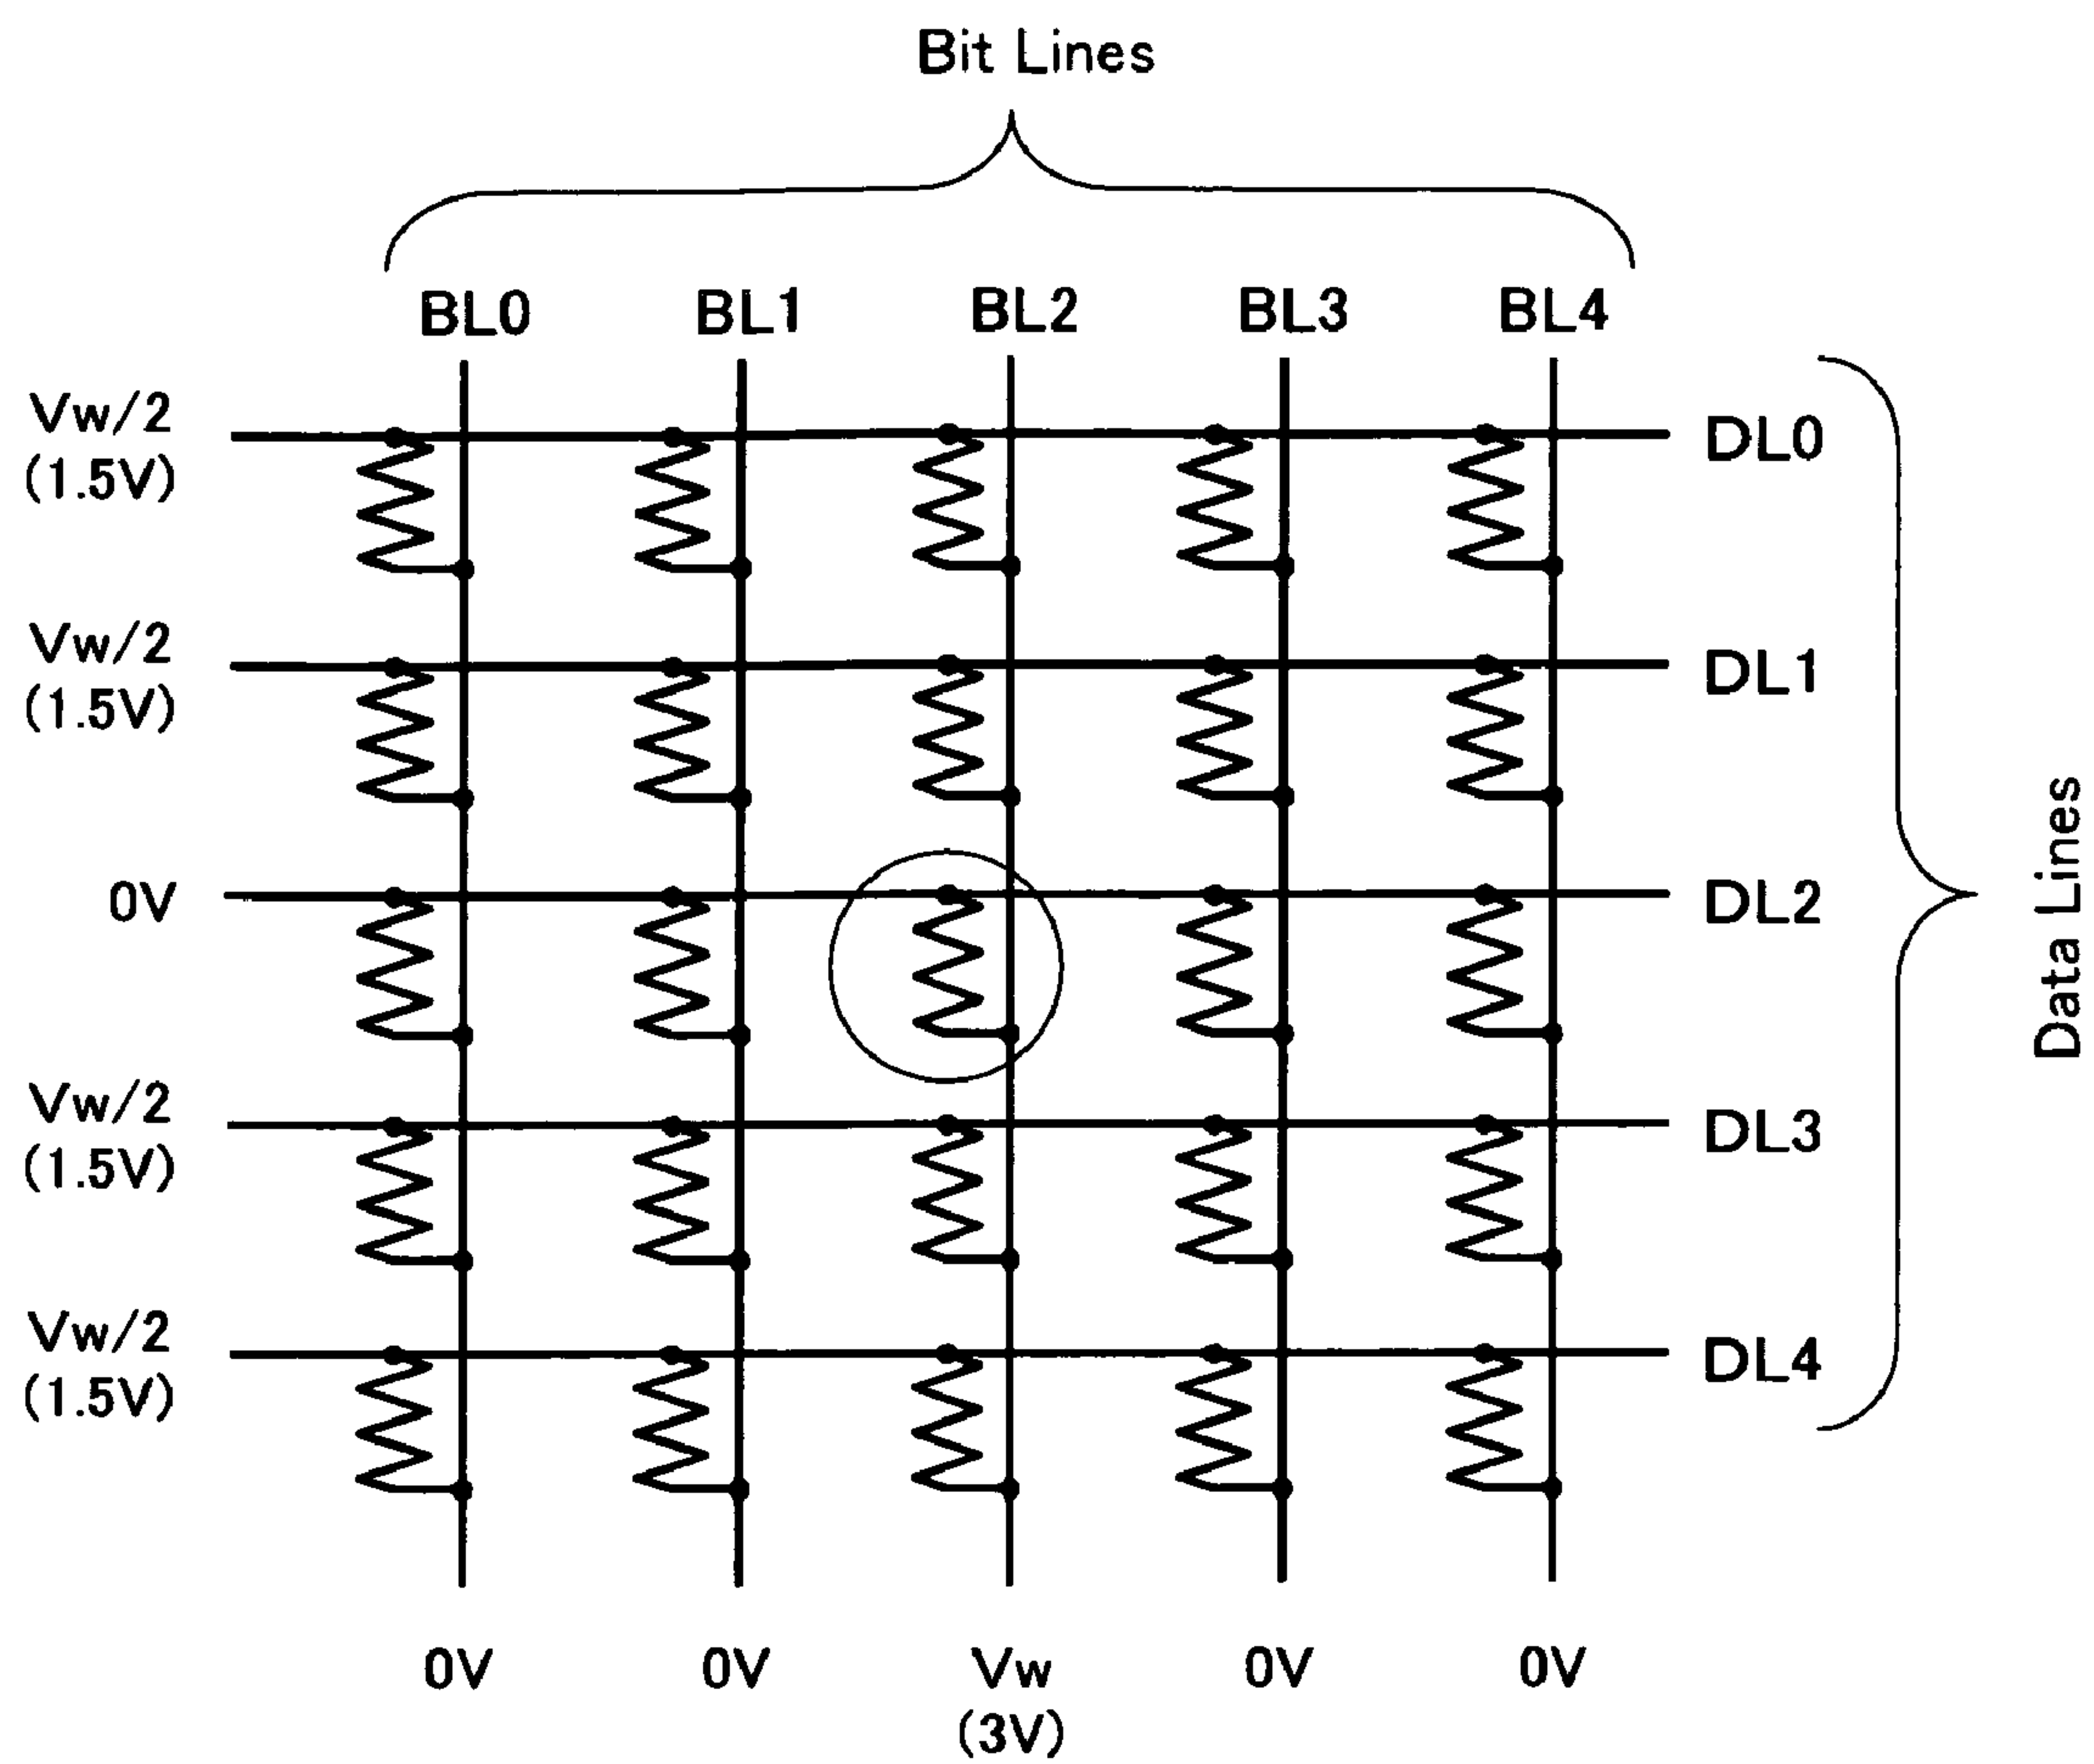 Bit Lines
BL0 BL1 BL2 BL3 BL4
Vw/2
(1.5V)
DL0
Vw/2
(1.5V)
DL1
0V
DL2
Vw/2
(1.5V)
DL3
Vw/2
(1.5V)
DL4
Data Lines
0V 0V Vw 0V 0V
(3V)